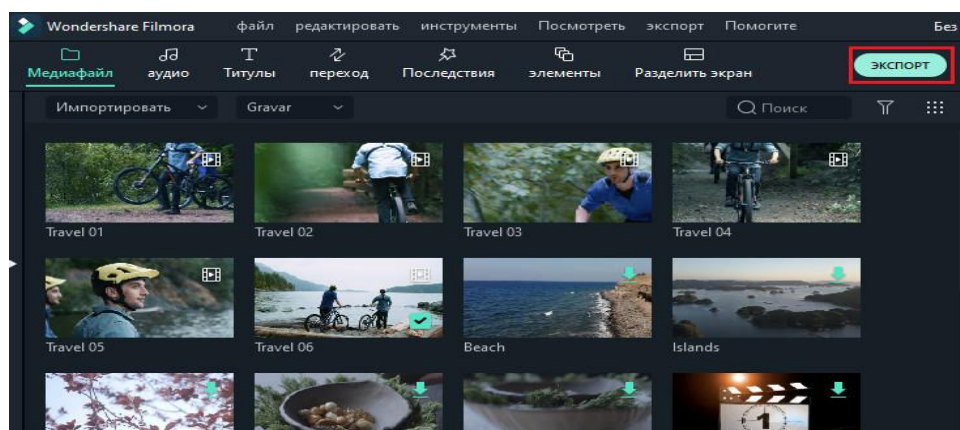 Wondershare Filmora файл редактировать инструменты Посмотреть экспорт Помогите Без
Медиафайл аудио Титулы переход Последствия элементы Разделить экран ЭКСПОРТ
Импортировать Gravar Поиск
Travel 01 Travel 02 Travel 03 Travel 04
Travel 05 Travel 06 Beach Islands
1